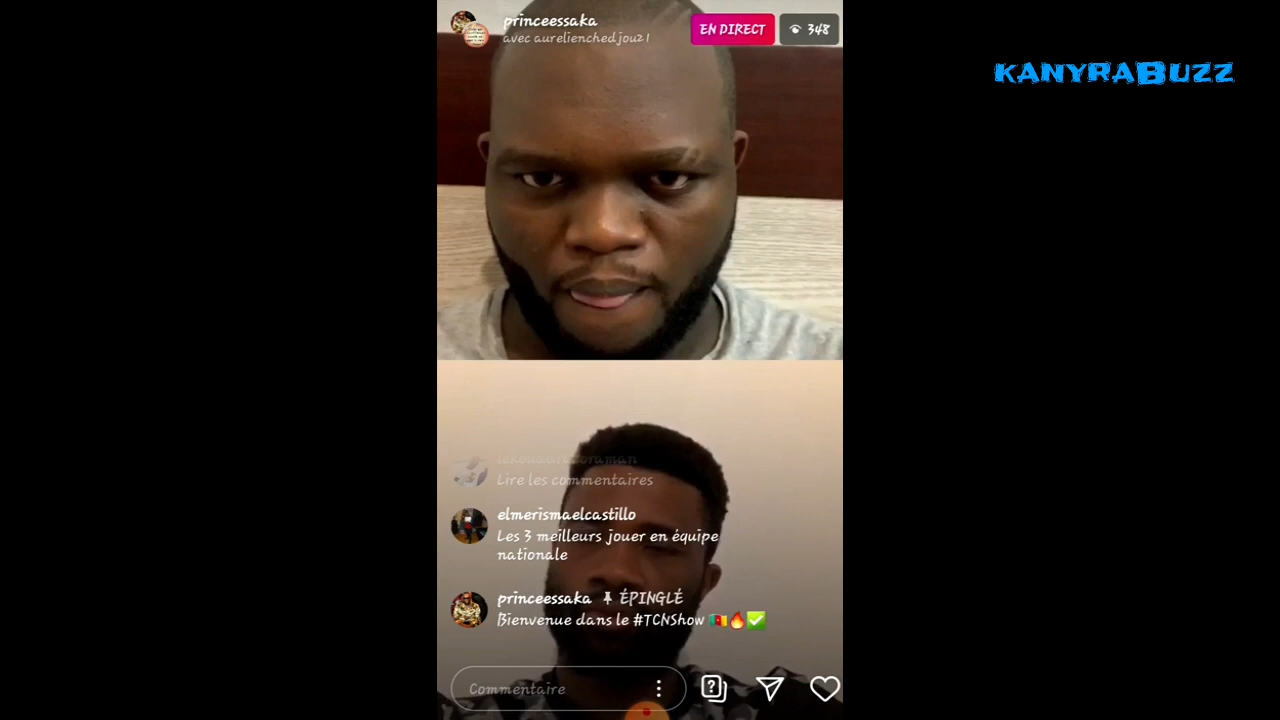 princeessaka
avec aurelienchedjou21
EN DIRECT
348
KANYRABUZZ
Lire les commentaires
elmerismaelcastillo
Les 3 meilleurs jouer en équipe
nationale
princeessaka ÉPINGLÉ
Bienvenue dans le #TCNShow
Commentaire